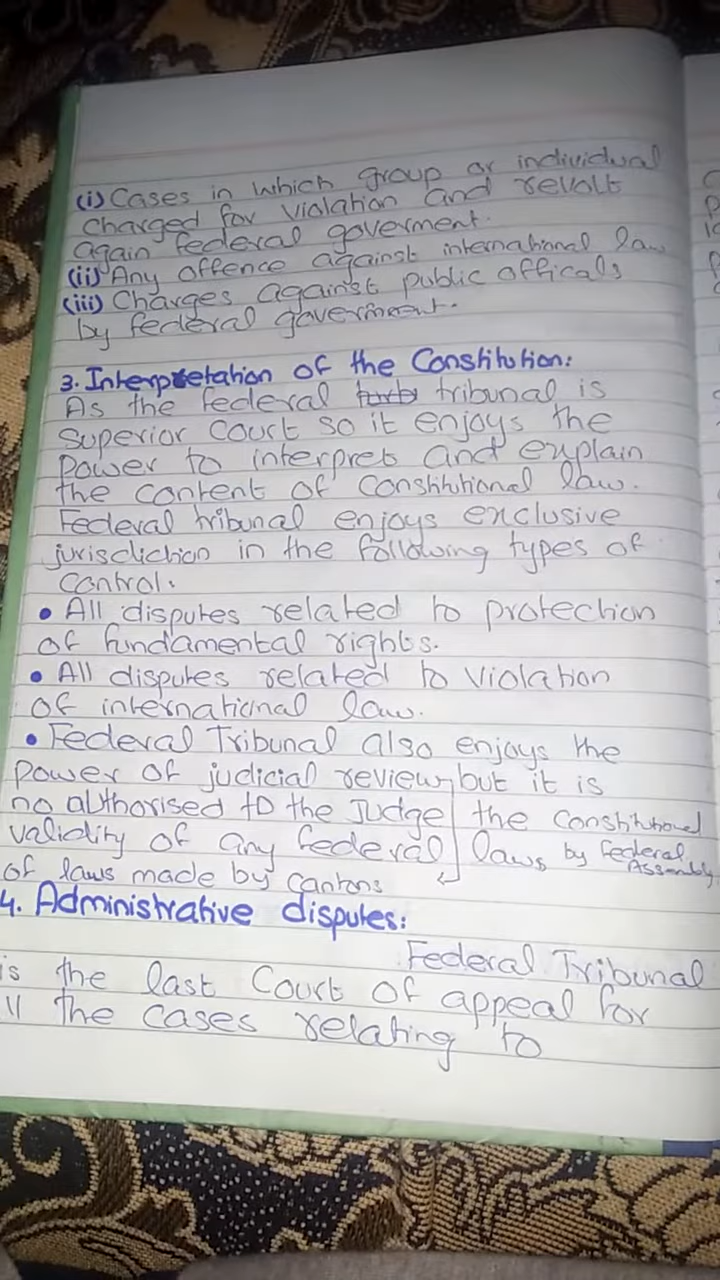 (i) Cases in which group or individual
charged for violation and revolt
again federal goverment.
(ii) Any offence against international law
(iii) Charges against public officals
by federal goverment.
3. Interpretation of the Constitution:
As the federal tribunal is
superior court so it enjoys the
power to interpret and explain
the content of constitutional law.
Federal tribunal enjoys exclusive
jurisdiction in the following types of
control.
• All disputes related to protection
of fundamental rights.
• All disputes related to violation
of international law.
• Federal Tribunal also enjoys the
power of judicial review, but it is
no authorised to the Judge the constitutional
validity of any federal laws by federal Assembly
of laws made by cantons
4. Administrative disputes:
Federal Tribunal
is the last court of appeal for
ll the cases relating to